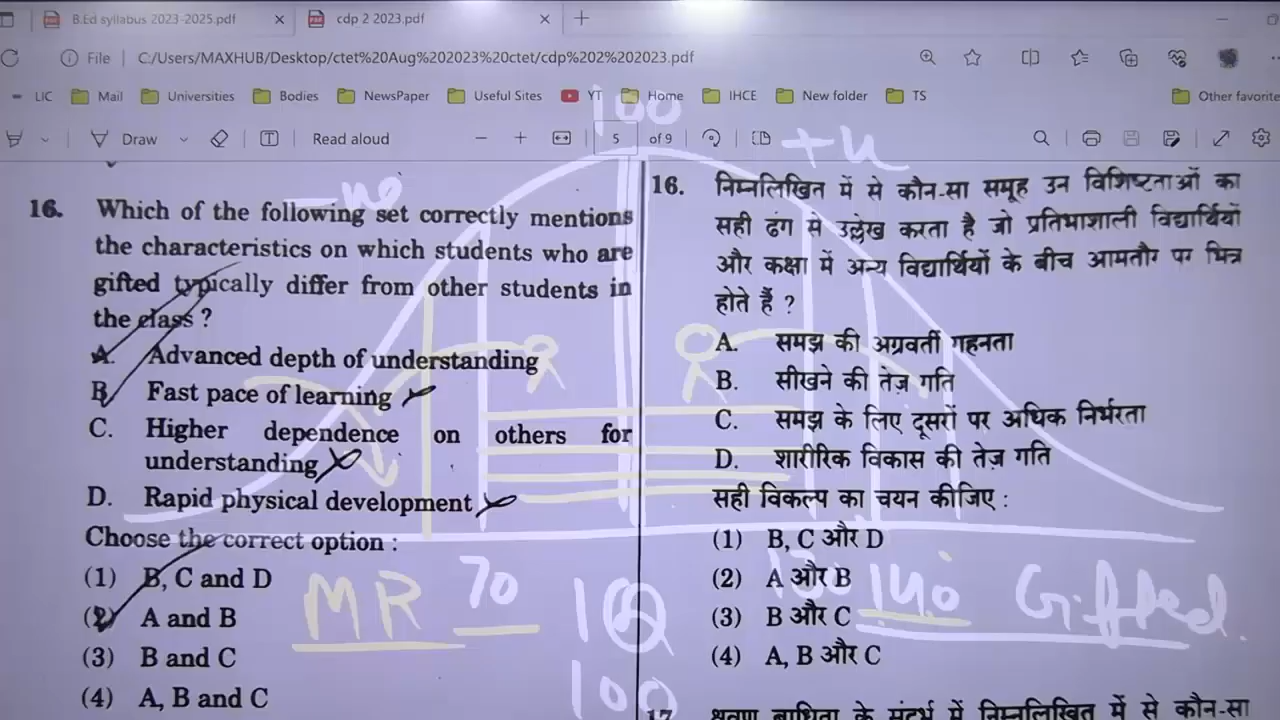 B.Ed syllabus 2023-2025.pdf
cdp 2 2023.pdf
File
C:/Users/MAXHUB/Desktop/ctet%20Aug%202023%20ctet/cdp%202%202023.pdf
LIC Mail Universities Bodies NewsPaper Useful Sites YT Home IHCE New folder TS Other favorite
Draw Read aloud 5 of 9
100
-ve
+u
16. Which of the following set correctly mentions
the characteristics on which students who are
gifted typically differ from other students in
the class ?
A. Advanced depth of understanding
B. Fast pace of learning
C. Higher dependence on others for
understanding
D. Rapid physical development
Choose the correct option :
(1) B, C and D
(2) A and B
(3) B and C
(4) A, B and C
MR 70
100
130 140 Gifted
16. निम्नलिखित में से कौन-सा समूह उन विशिष्टताओं का
सही ढंग से उल्लेख करता है जो प्रतिभाशाली विद्यार्थियों
और कक्षा में अन्य विद्यार्थियों के बीच आमतौर पर भिन्न
होते हैं ?
A. समझ की अग्रवर्ती गहनता
B. सीखने की तेज़ गति
C. समझ के लिए दूसरों पर अधिक निर्भरता
D. शारीरिक विकास की तेज़ गति
सही विकल्प का चयन कीजिए :
(1) B, C और D
(2) A और B
(3) B और C
(4) A, B और C
17 श्रवण बाधिता के संदर्भ में निम्नलिखित में से कौन-सा